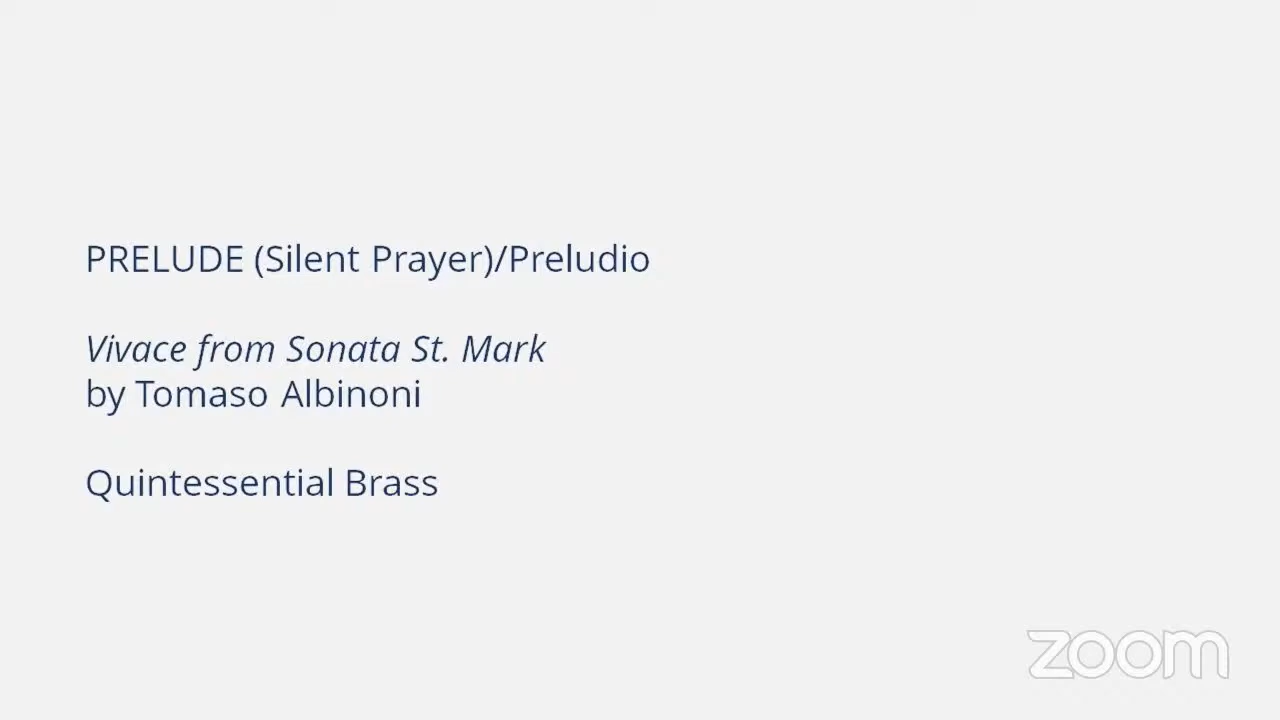 PRELUDE (Silent Prayer)/Preludio
Vivace from Sonata St. Mark
by Tomaso Albinoni
Quintessential Brass
zoom